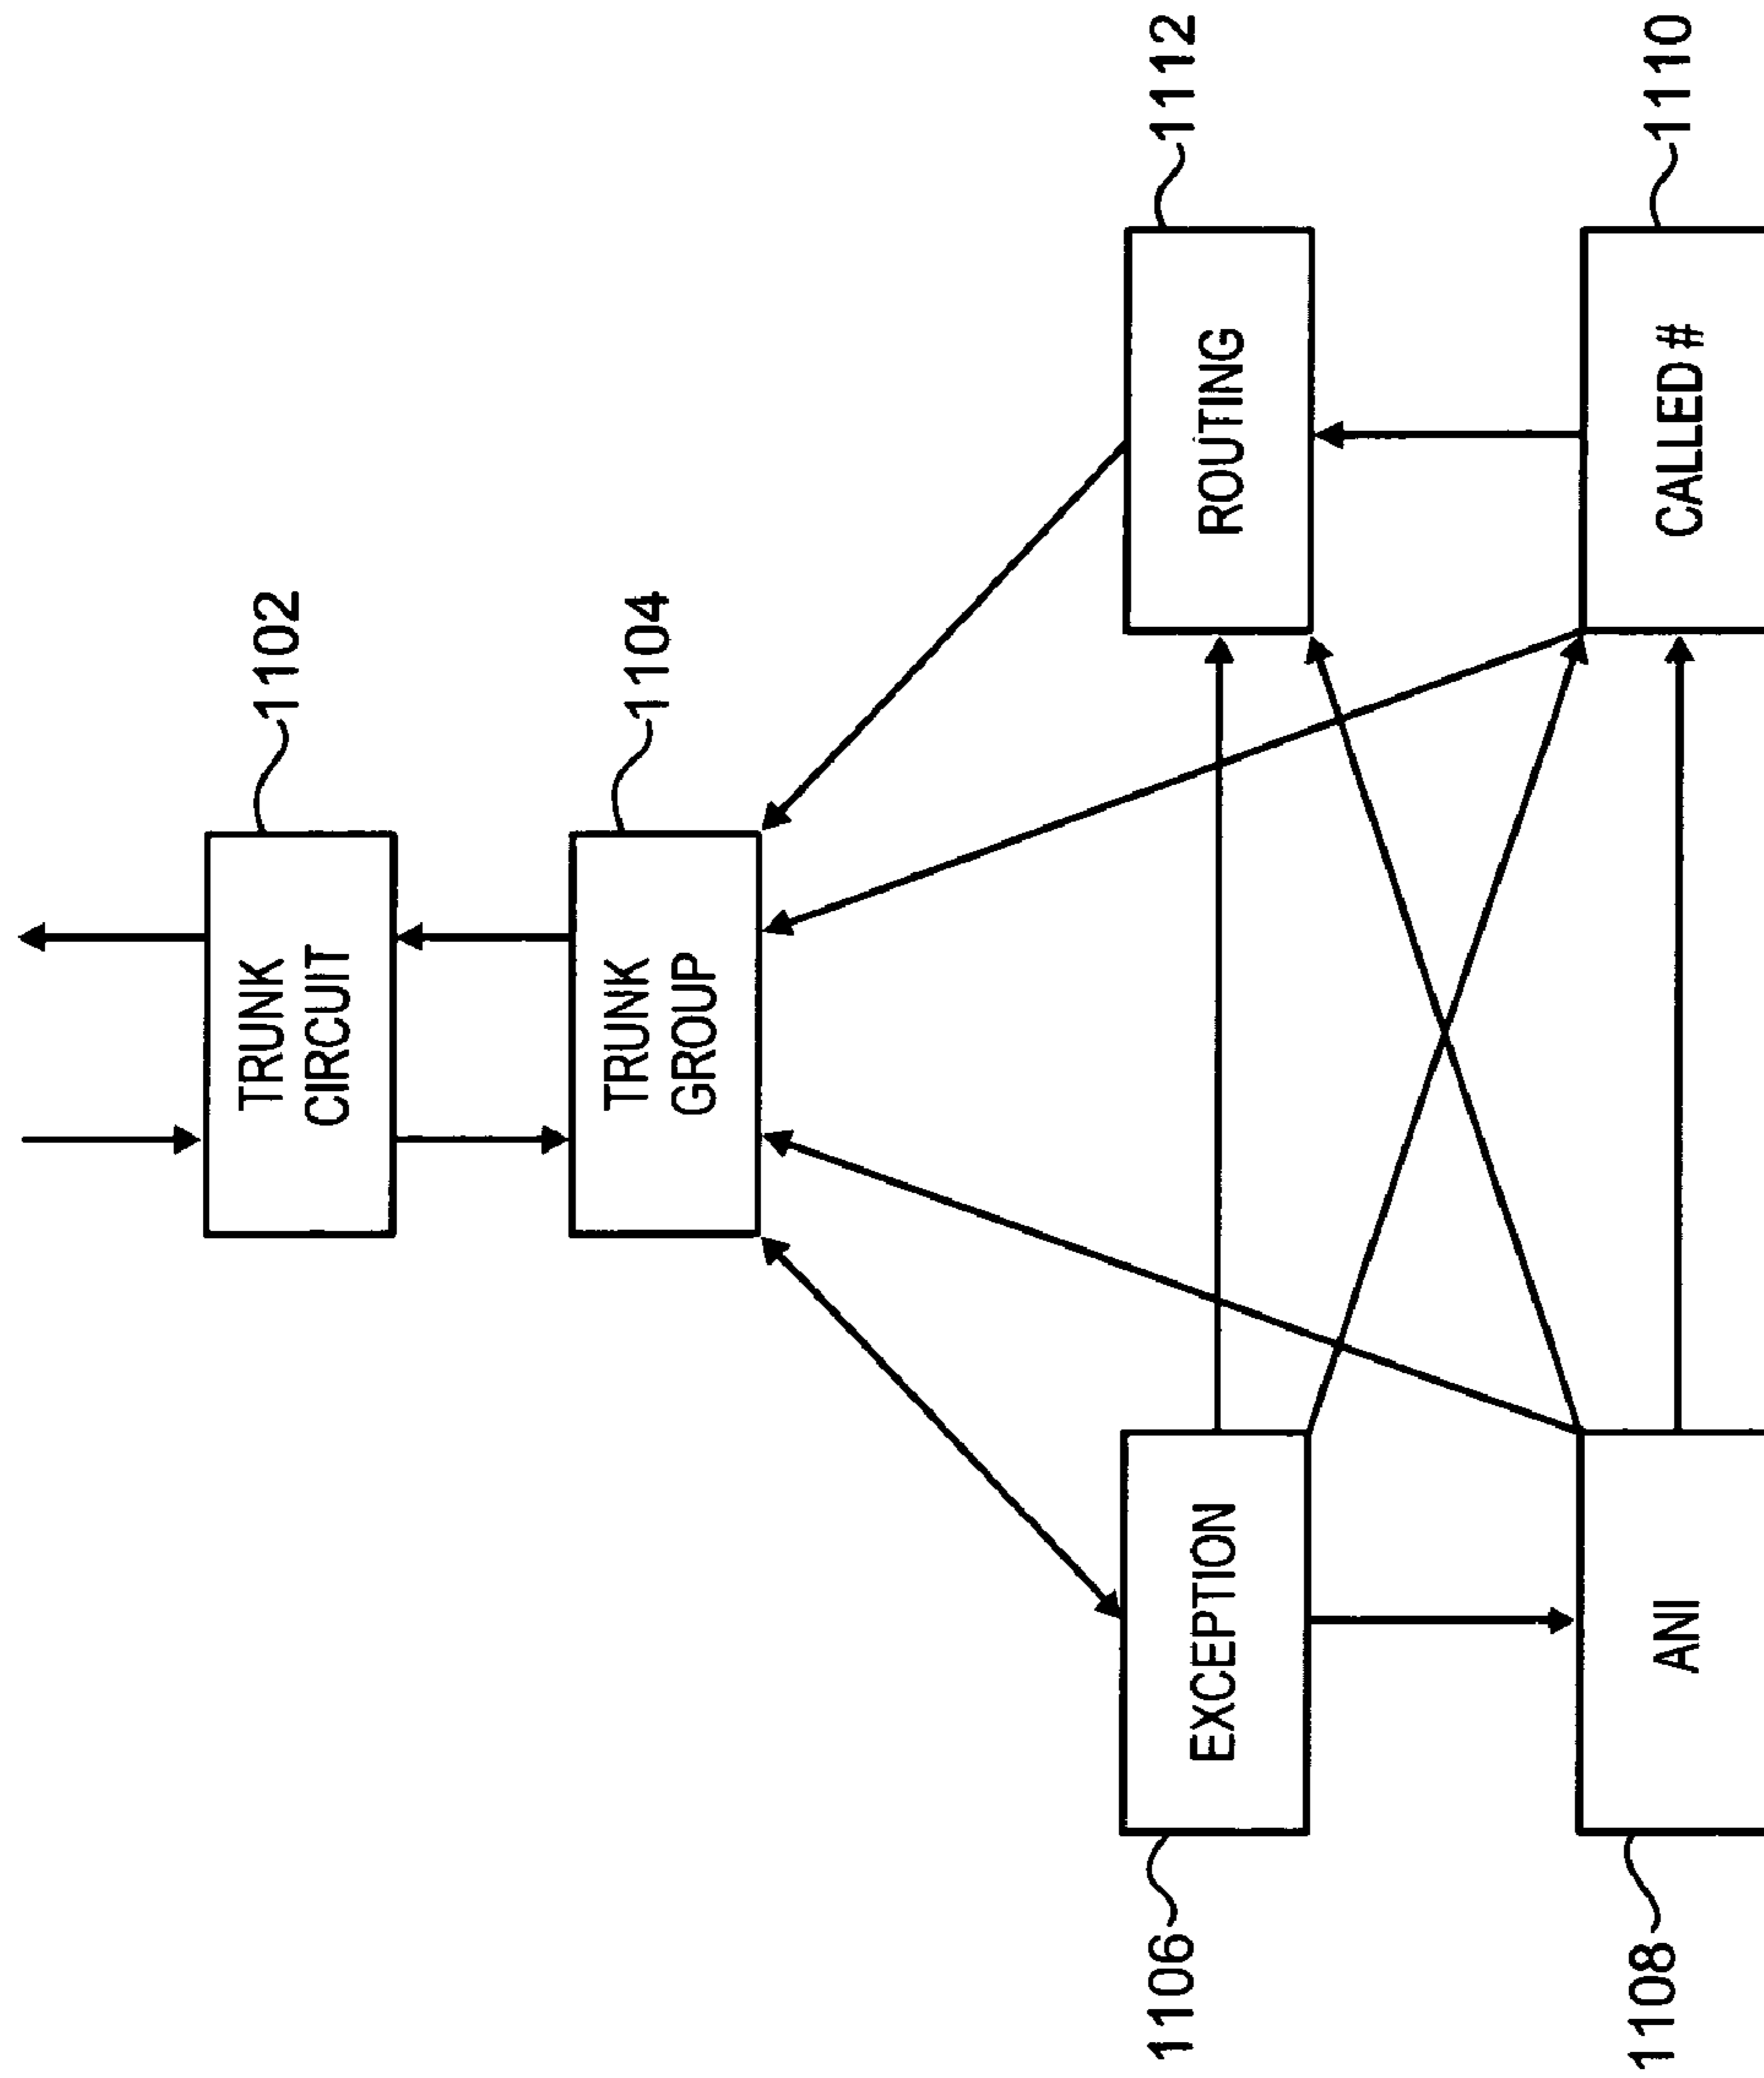 1102
TRUNK
CIRCUIT
1104
TRUNK
GROUP
1106
EXCEPTION
ROUTING
1112
1108
ANI
CALLED #
1110